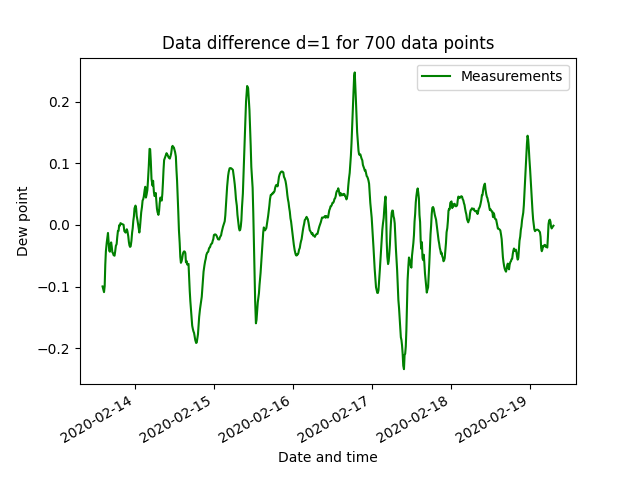 Data difference d=1 for 700 data points
Measurements
0.2
0.1
0.0
−0.1
−0.2
Dew point
2020-02-14
2020-02-15
2020-02-16
2020-02-17
2020-02-18
2020-02-19
Date and time